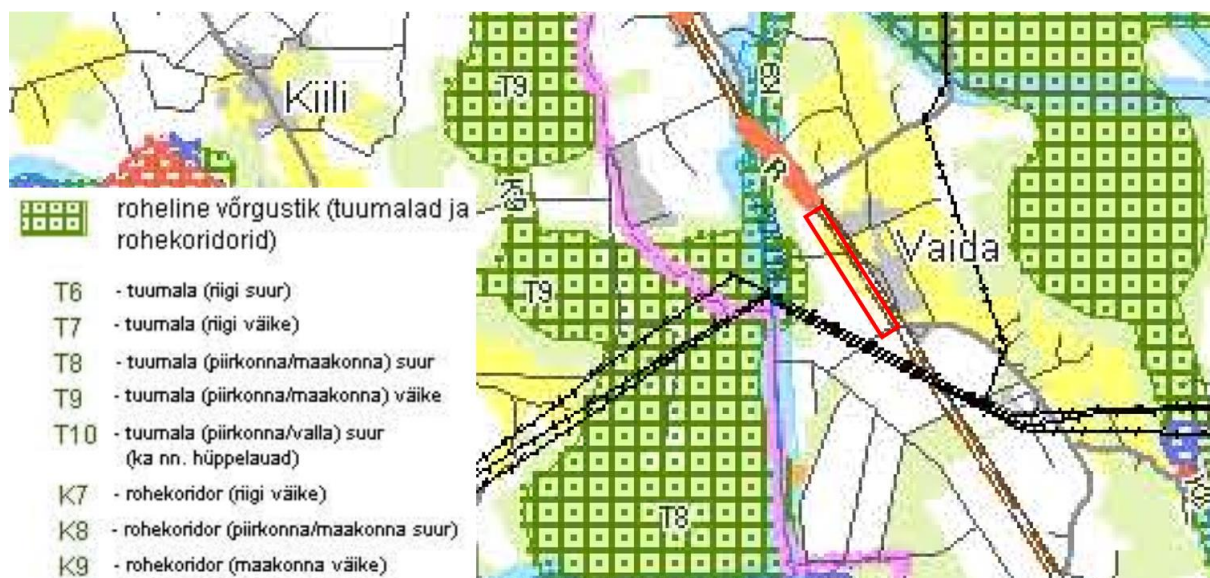 Kiili
T9
K9
T9
Vaida
T8
roheline võrgustik (tuumalad ja
rohekoridorid)
T6 - tuumala (riigi suur)
T7 - tuumala (riigi väike)
T8 - tuumala (piirkonna/maakonna) suur
T9 - tuumala (piirkonna/maakonna) väike
T10 - tuumala (piirkonna/valla) suur
(ka nn. hüppelauad)
K7 - rohekoridor (riigi väike)
K8 - rohekoridor (piirkonna/maakonna suur)
K9 - rohekoridor (maakonna väike)